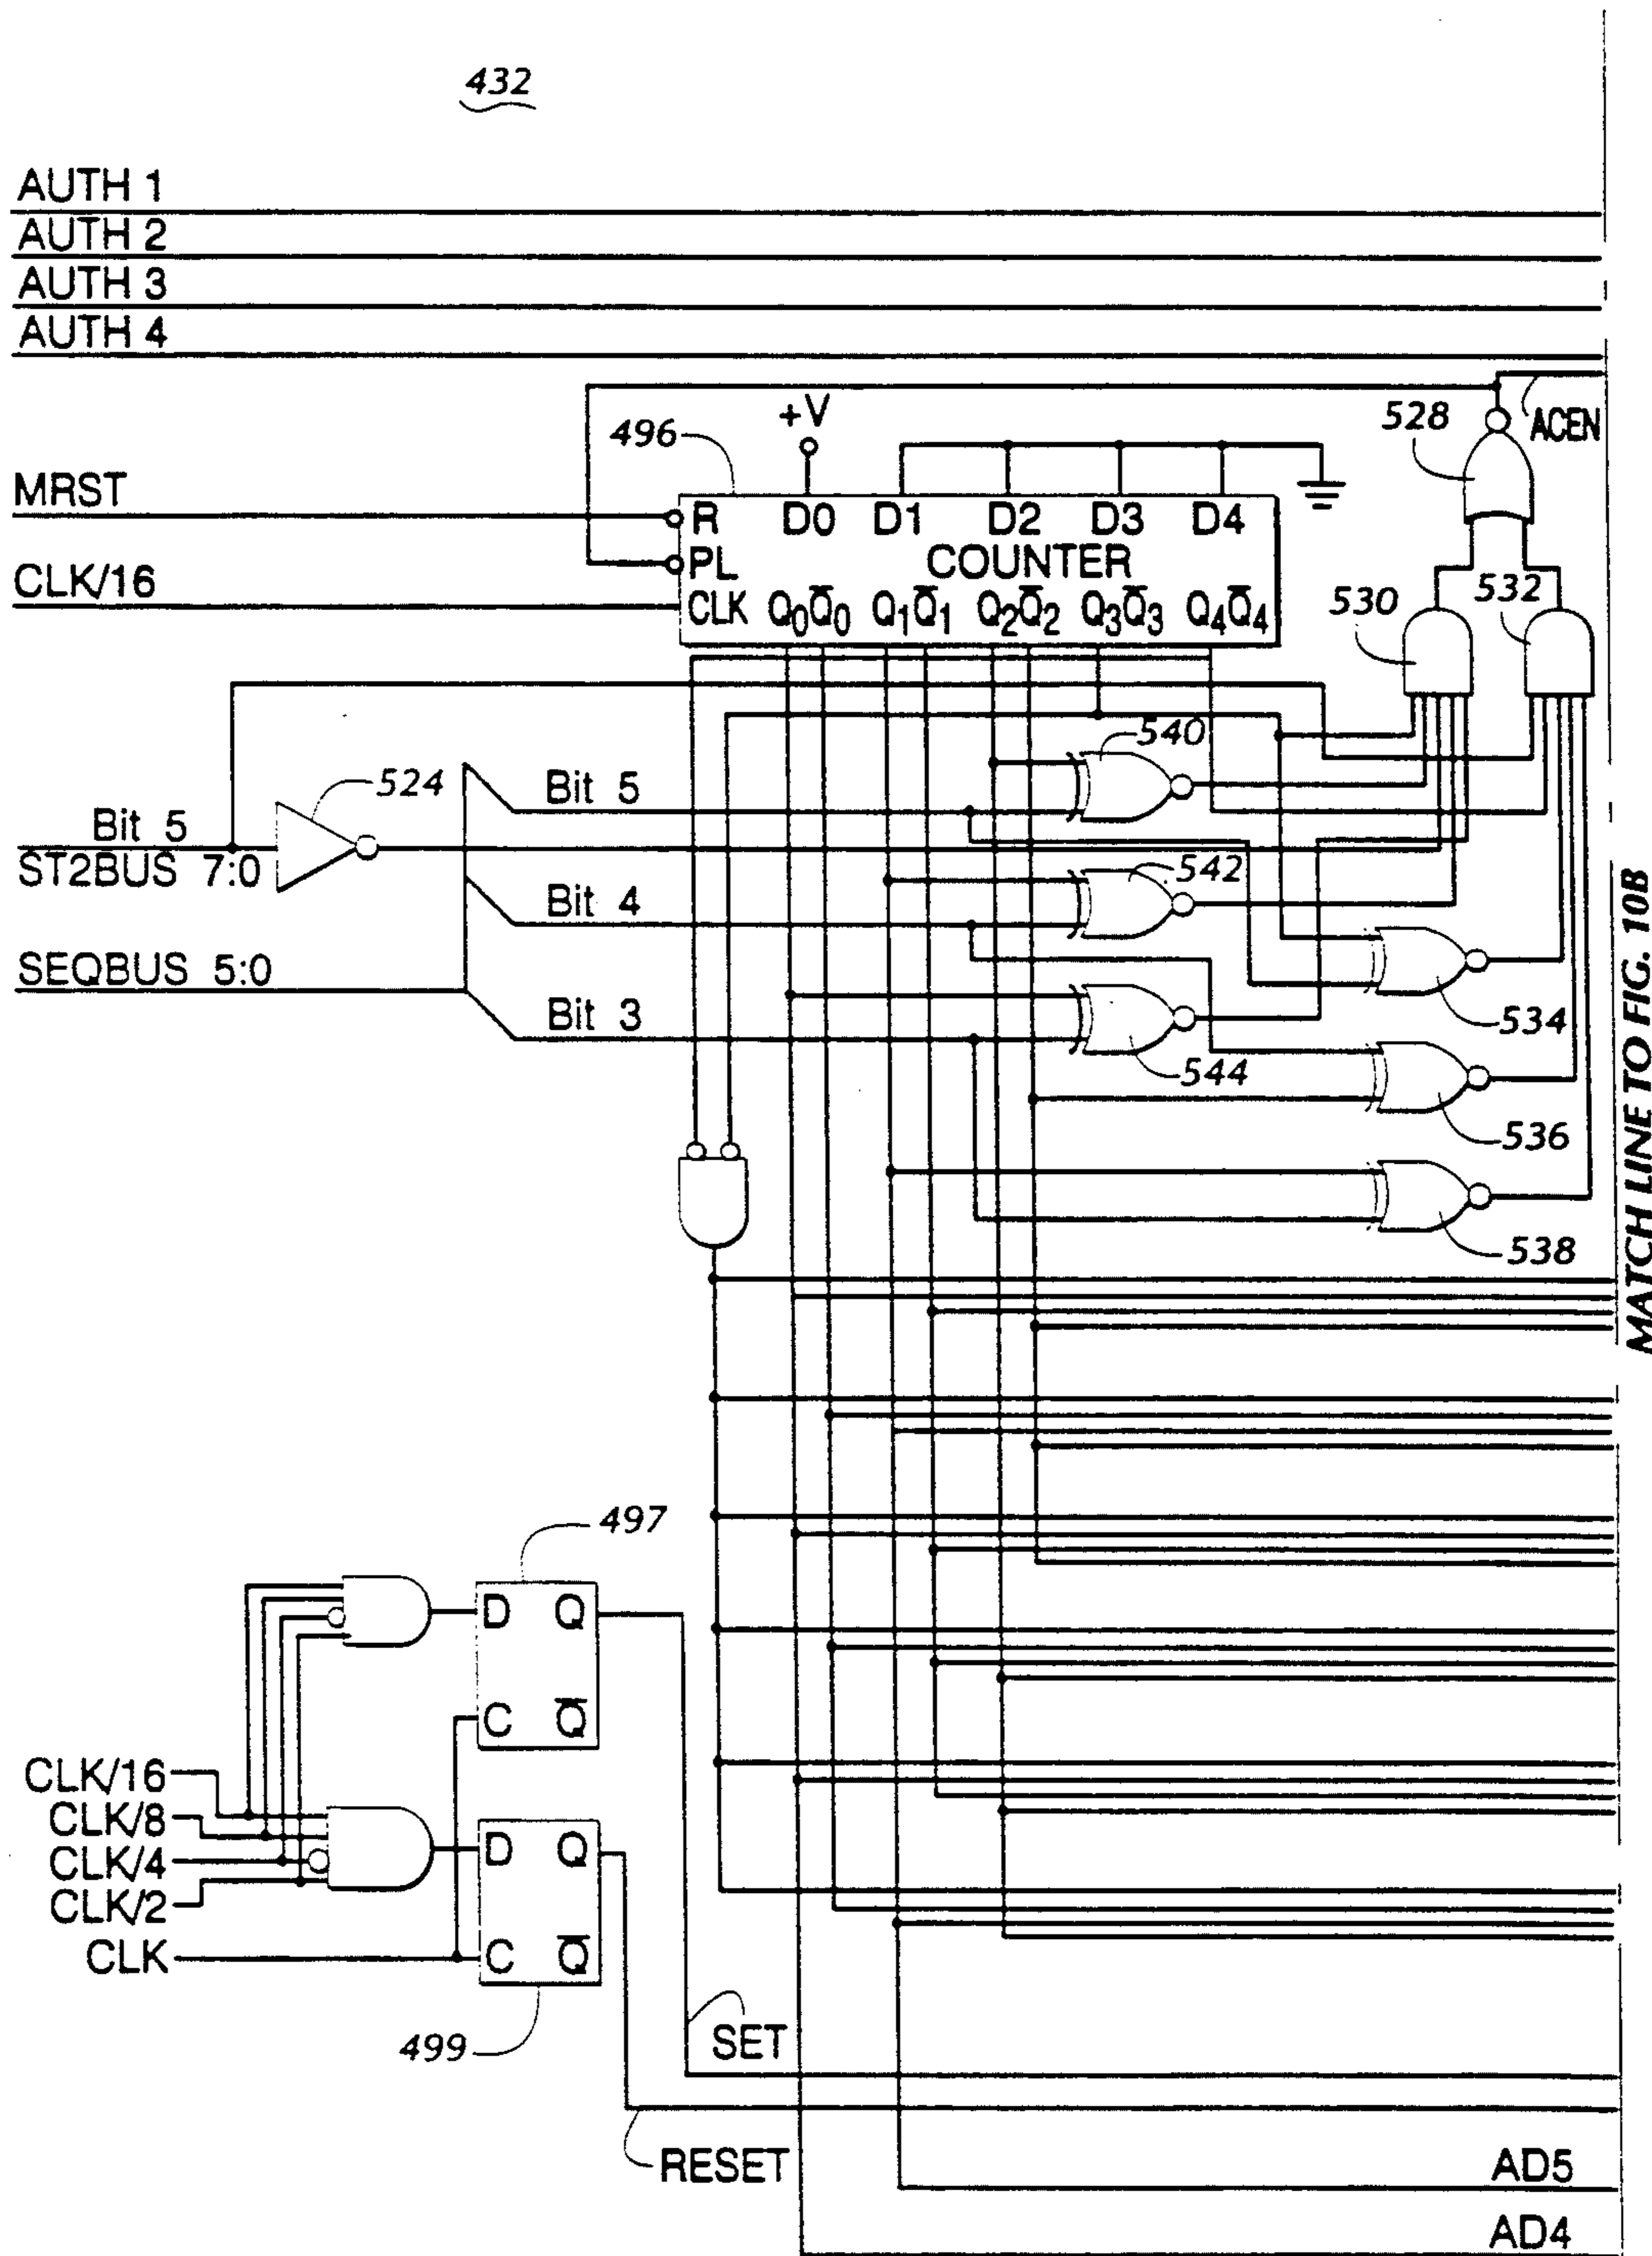 432
AUTH 1
AUTH 2
AUTH 3
AUTH 4
+V
528
ACEN
496
MRST
R D0 D1 D2 D3 D4
PL COUNTER
CLK/16
CLK Q0 Q̅0 Q1 Q̅1 Q2 Q̅2 Q3 Q̅3 Q4 Q̅4
530
532
540
524
Bit 5
Bit 5
ST2BUS 7:0
542
Bit 4
SEQBUS 5:0
Bit 3
534
544
536
538
MATCH LINE TO FIG. 10B
497
D Q
C Q̅
CLK/16
CLK/8
CLK/4
CLK/2
CLK
D Q
C Q̅
499
SET
RESET
AD5
AD4